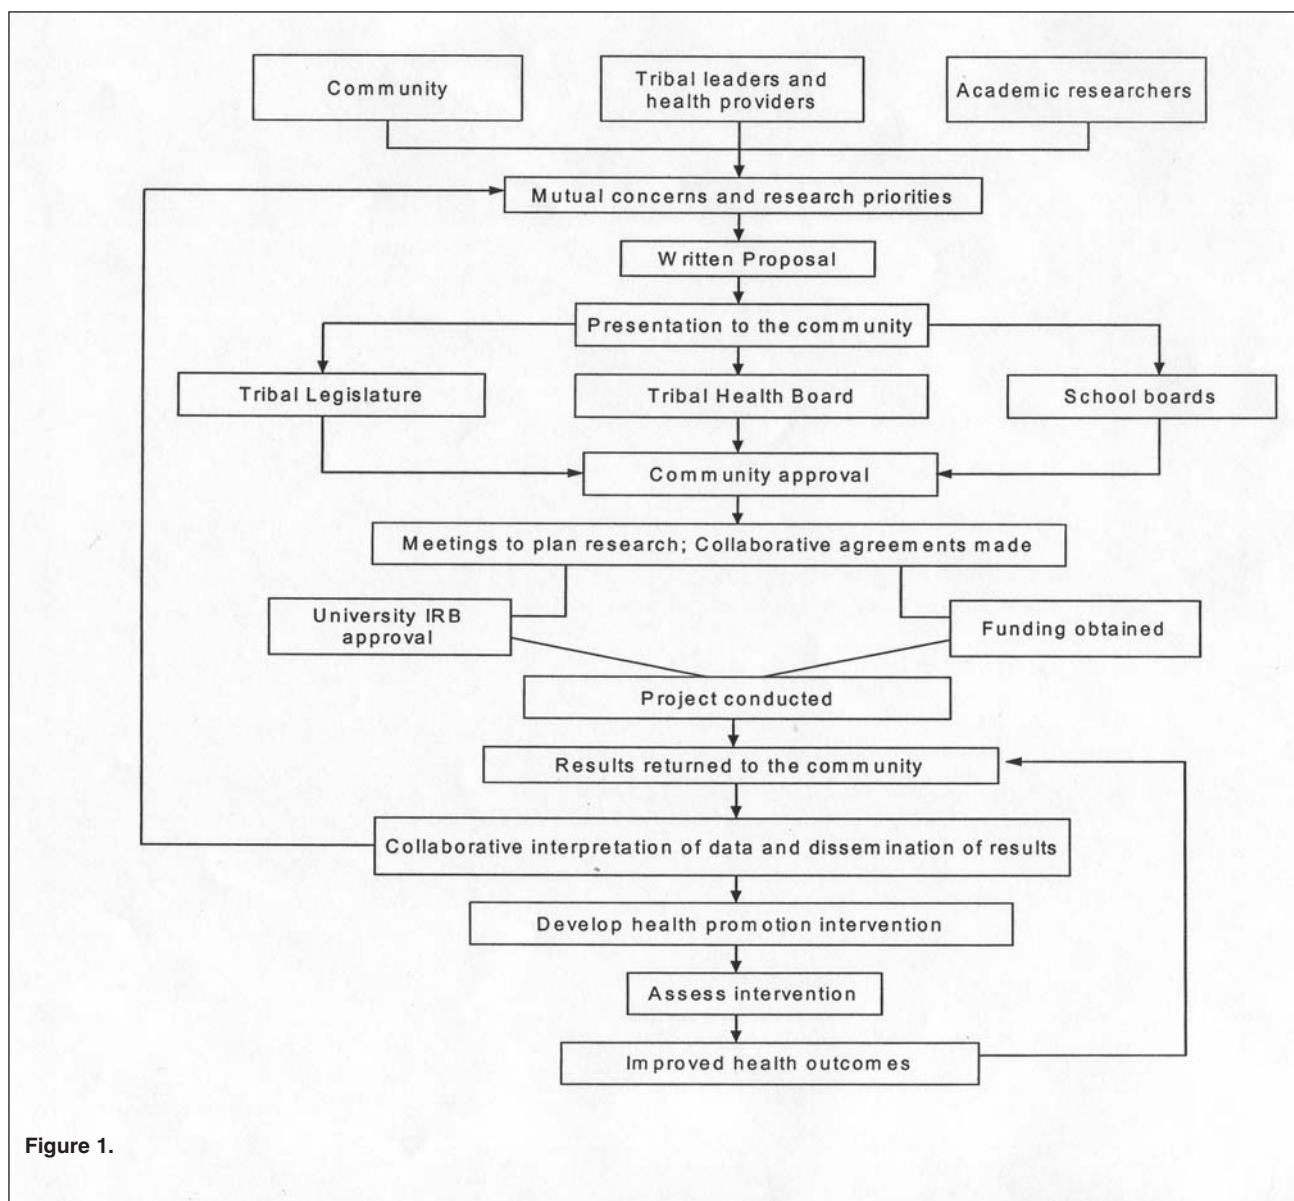 Community
Tribal leaders and
health providers
Academic researchers
Mutual concerns and research priorities
Written Proposal
Presentation to the community
Tribal Legislature
Tribal Health Board
School boards
Community approval
Meetings to plan research; Collaborative agreements made
University IRB
approval
Funding obtained
Project conducted
Results returned to the community
Collaborative interpretation of data and dissemination of results
Develop health promotion intervention
Assess intervention
Improved health outcomes
Figure 1.